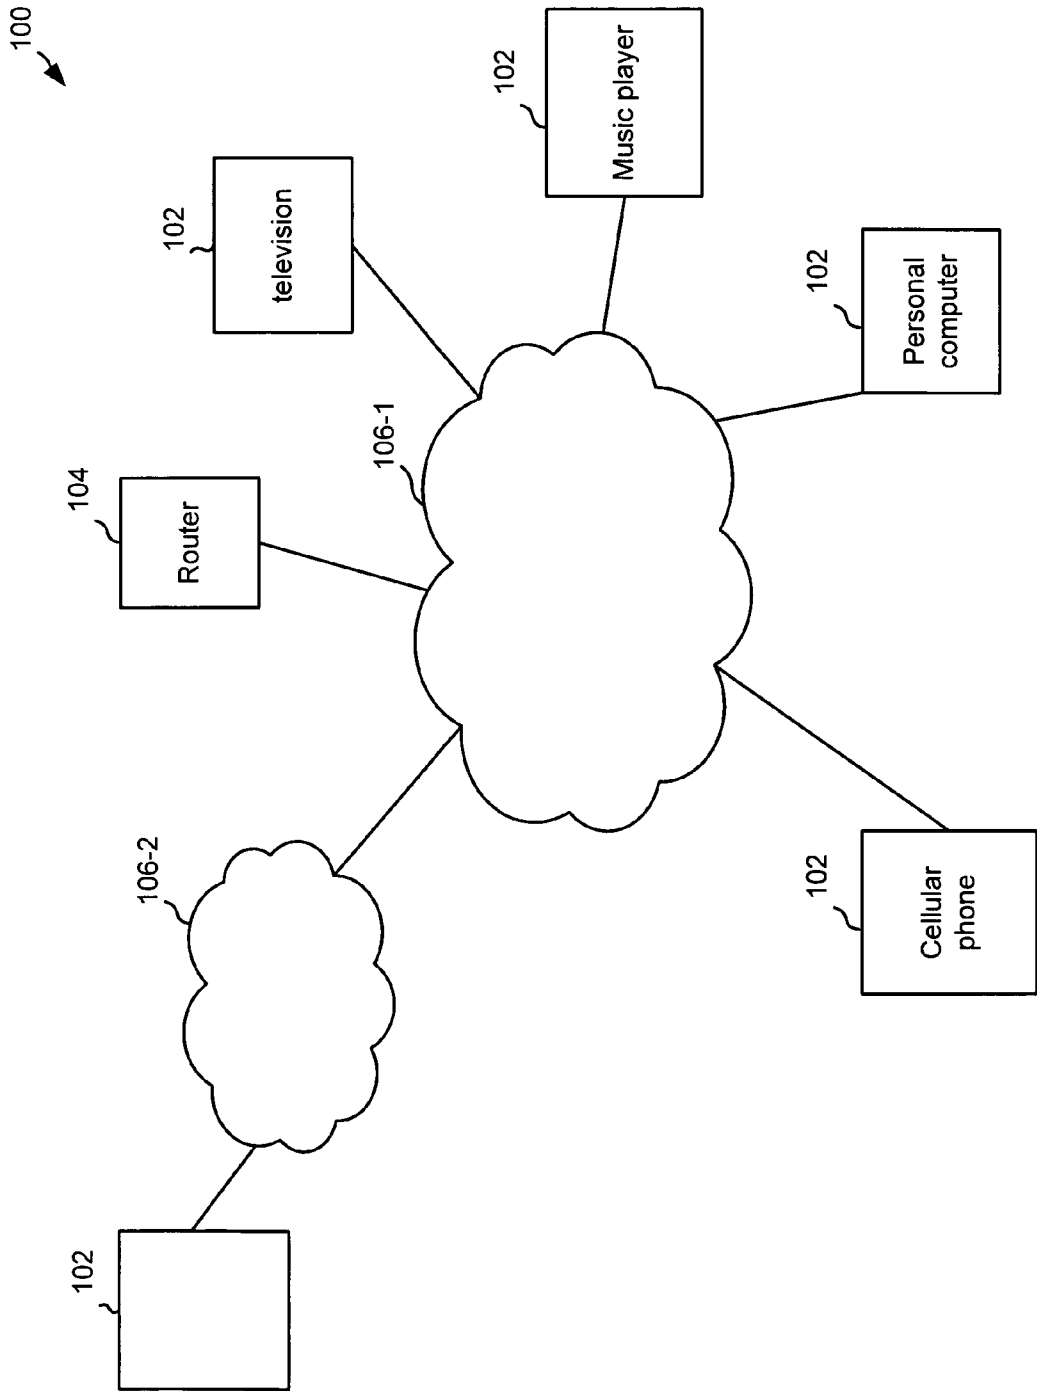 100
102
Music player
102
television
102
Personal
computer
104
Router
106-1
106-2
102
Cellular
phone
102